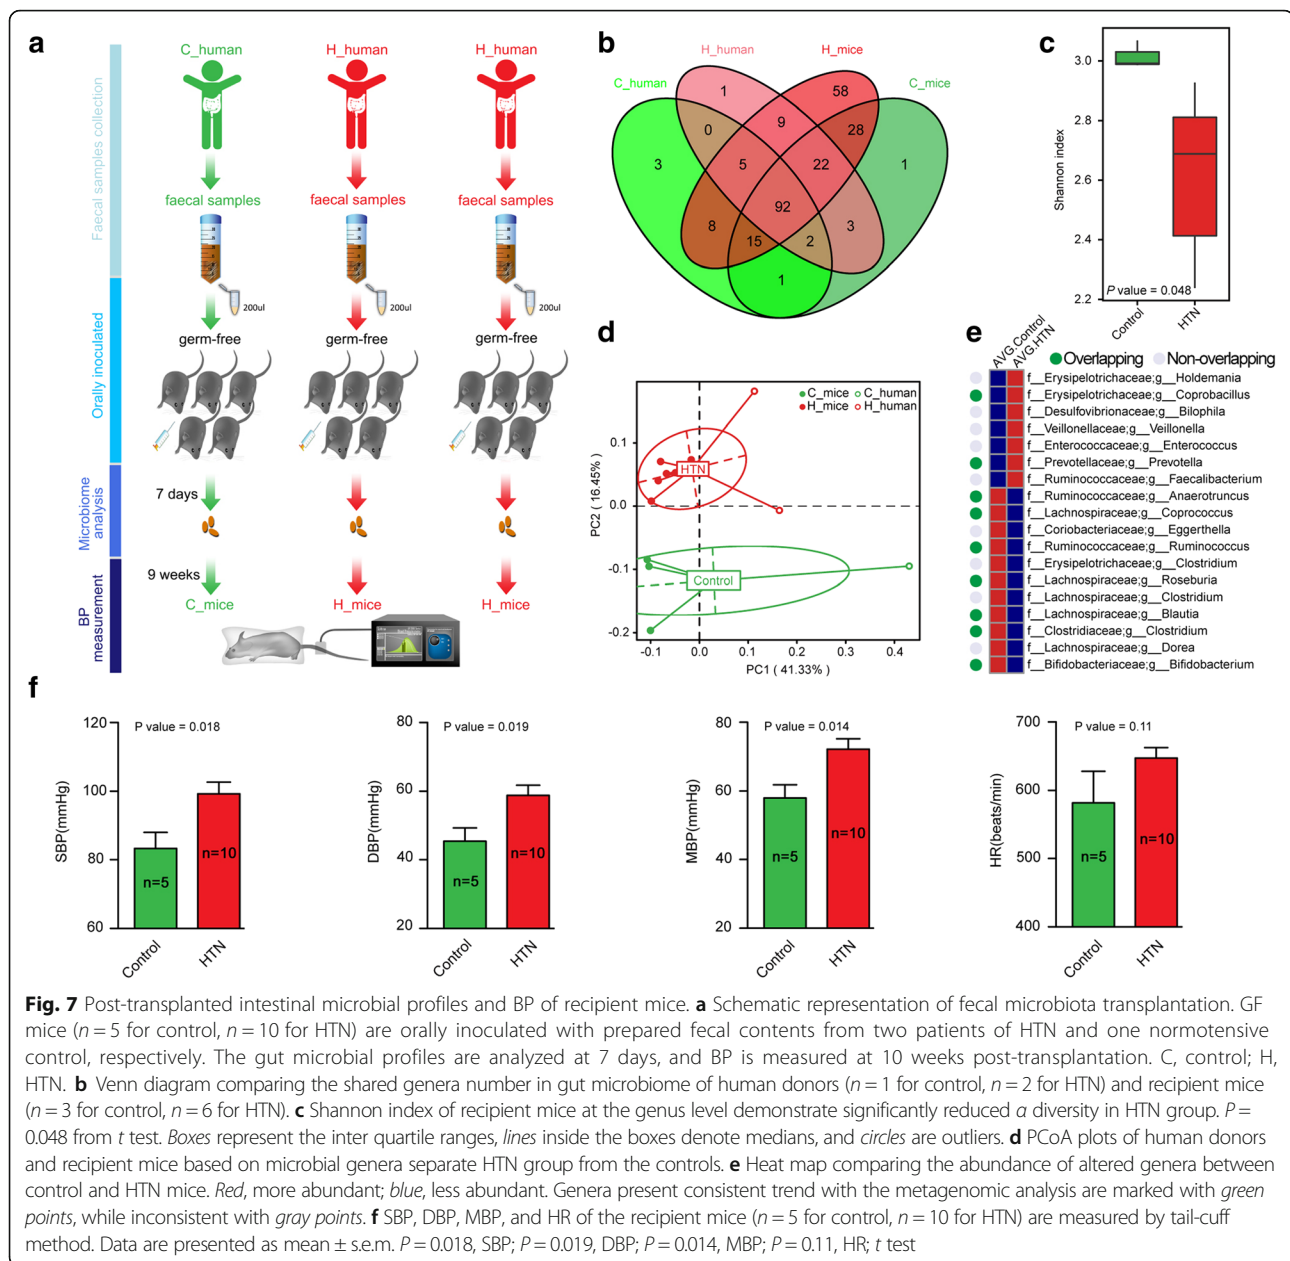 a
C_human
H_human
H_human
Faecal samples collection
faecal samples
faecal samples
faecal samples
200ul
200ul
200ul
Orally inoculated
germ-free
germ-free
germ-free
Microbiome analysis
7 days
BP measurement
9 weeks
C_mice
H_mice
H_mice
b
H_human
H_mice
C_human
C_mice
1
58
0
9
28
3
5
22
1
92
8
15
2
3
1
c
Shannon index
3.0
2.8
2.6
2.4
2.2
P value = 0.048
Control
HTN
d
C_mice C_human
H_mice H_human
PC2 ( 16.45%)
0.1
0.0
-0.1
-0.2
HTN
Control
-0.1 0.0 0.1 0.2 0.3 0.4
PC1 ( 41.33% )
e
AVG.Control
AVG.HTN
Overlapping Non-overlapping
f__Erysipelotrichaceae;g__Holdemania
f__Erysipelotrichaceae;g__Coprobacillus
f__Desulfovibrionaceae;g__Bilophila
f__Veillonellaceae;g__Veillonella
f__Enterococcaceae;g__Enterococcus
f__Prevotellaceae;g__Prevotella
f__Ruminococcaceae;g__Faecalibacterium
f__Ruminococcaceae;g__Anaerotruncus
f__Lachnospiraceae;g__Coprococcus
f__Coriobacteriaceae;g__Eggerthella
f__Ruminococcaceae;g__Ruminococcus
f__Erysipelotrichaceae;g__Clostridium
f__Lachnospiraceae;g__Roseburia
f__Lachnospiraceae;g__Clostridium
f__Lachnospiraceae;g__Blautia
f__Clostridiaceae;g__Clostridium
f__Lachnospiraceae;g__Dorea
f__Bifidobacteriaceae;g__Bifidobacterium
f
SBP(mmHg)
120
100
80
60
P value = 0.018
n=5
n=10
Control
HTN
DBP(mmHg)
80
60
40
20
P value = 0.019
n=5
n=10
Control
HTN
MBP(mmHg)
80
60
40
20
P value = 0.014
n=5
n=10
Control
HTN
HR(beats/min)
700
600
500
400
P value = 0.11
n=5
n=10
Control
HTN
Fig. 7 Post-transplanted intestinal microbial profiles and BP of recipient mice. a Schematic representation of fecal microbiota transplantation. GF
mice (n = 5 for control, n = 10 for HTN) are orally inoculated with prepared fecal contents from two patients of HTN and one normotensive
control, respectively. The gut microbial profiles are analyzed at 7 days, and BP is measured at 10 weeks post-transplantation. C, control; H,
HTN. b Venn diagram comparing the shared genera number in gut microbiome of human donors (n = 1 for control, n = 2 for HTN) and recipient mice
(n = 3 for control, n = 6 for HTN). c Shannon index of recipient mice at the genus level demonstrate significantly reduced α diversity in HTN group. P =
0.048 from t test. Boxes represent the inter quartile ranges, lines inside the boxes denote medians, and circles are outliers. d PCoA plots of human donors
and recipient mice based on microbial genera separate HTN group from the controls. e Heat map comparing the abundance of altered genera between
control and HTN mice. Red, more abundant; blue, less abundant. Genera present consistent trend with the metagenomic analysis are marked with green
points, while inconsistent with gray points. f SBP, DBP, MBP, and HR of the recipient mice (n = 5 for control, n = 10 for HTN) are measured by tail-cuff
method. Data are presented as mean ± s.e.m. P = 0.018, SBP; P = 0.019, DBP; P = 0.014, MBP; P = 0.11, HR; t test